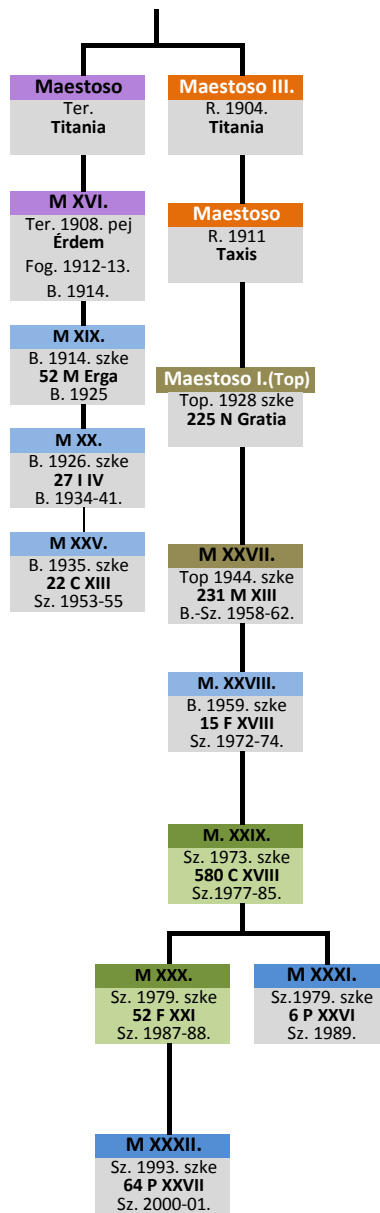 Maestoso
Ter.
Titania
M XVI.
Ter. 1908. pej
Érdem
Fog. 1912-13.
B. 1914.
M XIX.
B. 1914. szke
52 M Erga
B. 1925
M XX.
B. 1926. szke
27 I IV
B. 1934-41.
M XXV.
B. 1935. szke
22 C XIII
Sz. 1953-55
Maestoso III.
R. 1904.
Titania
Maestoso
R. 1911
Taxis
Maestoso I.(Top)
Top. 1928 szke
225 N Gratia
M XXVII.
Top 1944. szke
231 M XIII
B.-Sz. 1958-62.
M. XXVIII.
B. 1959. szke
15 F XVIII
Sz. 1972-74.
M. XXIX.
Sz. 1973. szke
580 C XVIII
Sz.1977-85.
M XXX.
Sz. 1979. szke
52 F XXI
Sz. 1987-88.
M XXXI.
Sz.1979. szke
6 P XXVI
Sz. 1989.
M XXXII.
Sz. 1993. szke
64 P XXVII
Sz. 2000-01.